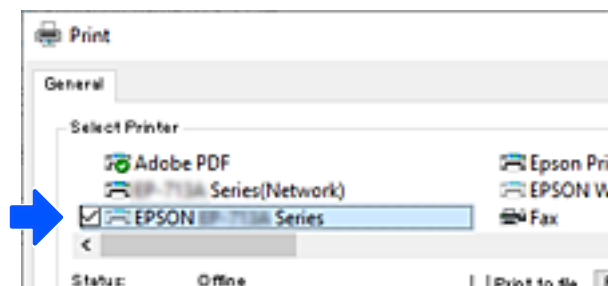 Print
General
Select Printer
Adobe PDF
Epson Pri
Series(Network)
EPSON W
EPSON Series
Fax
Status: Offline
Print to file